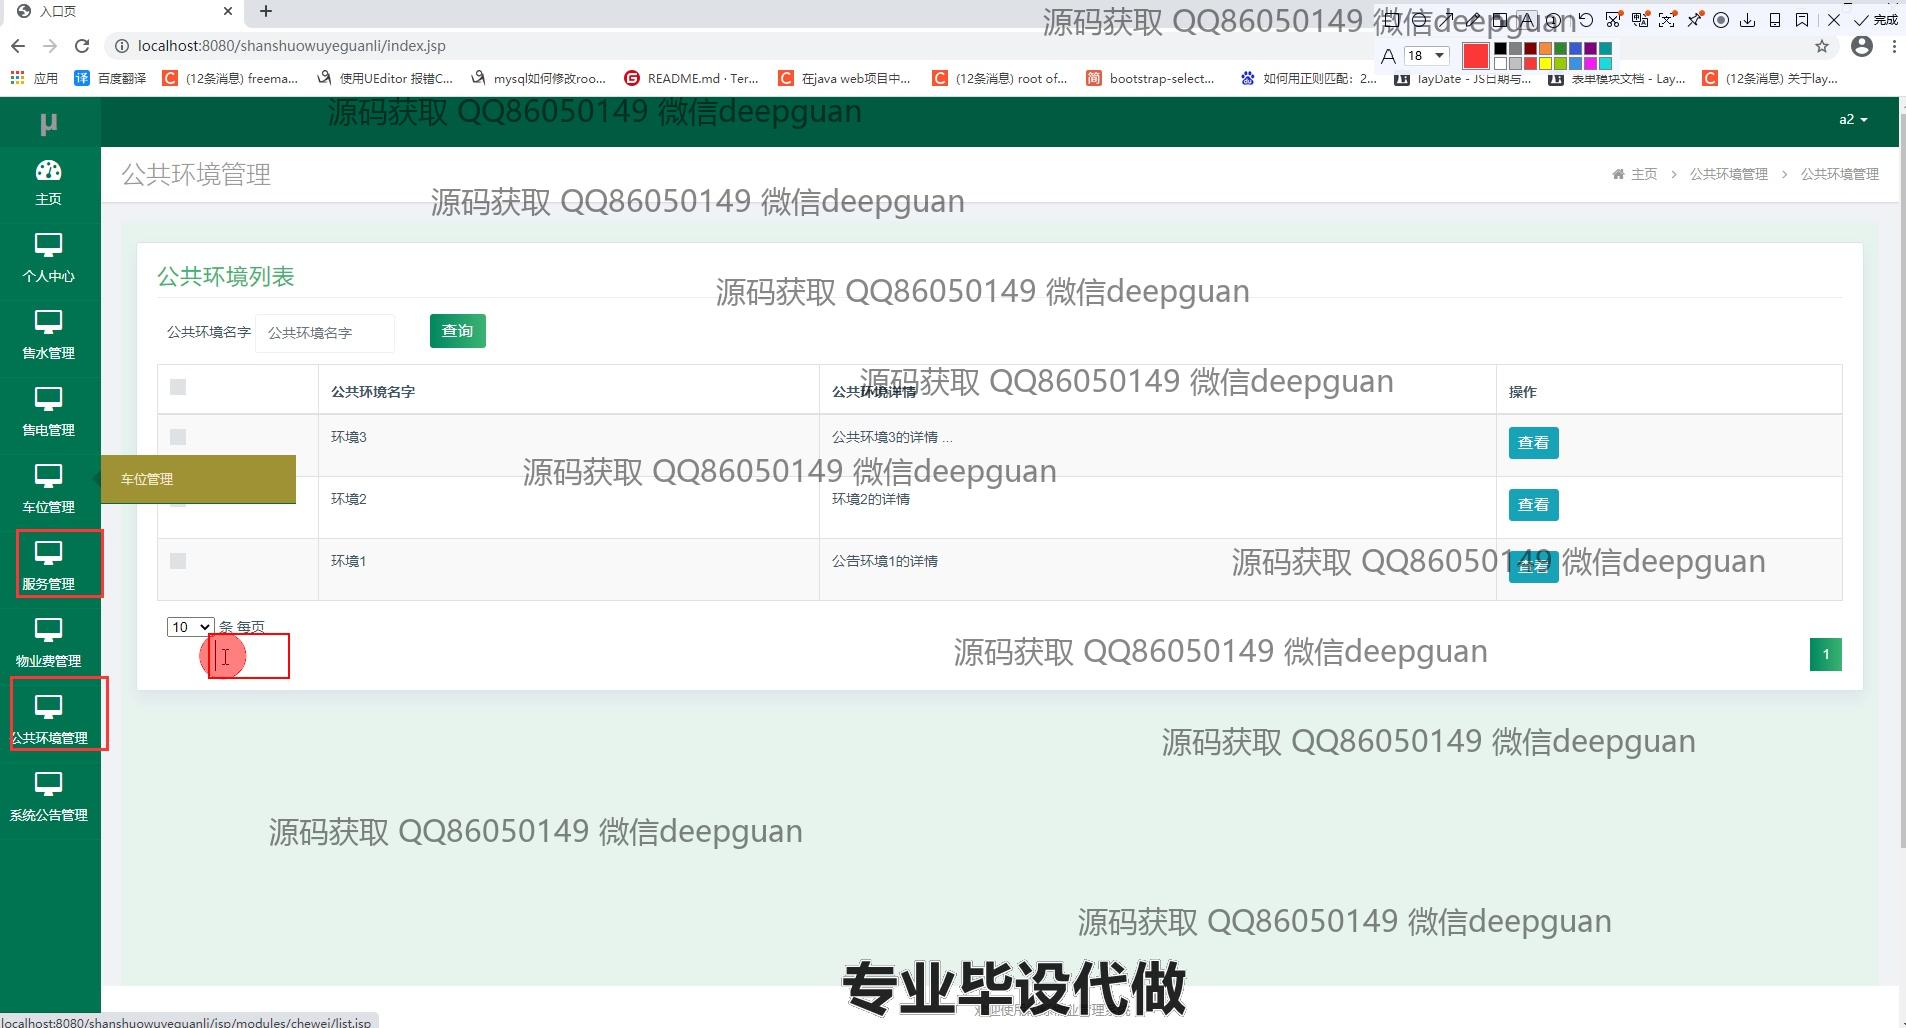 入口页
源码获取 QQ86050149 微信deepguan
完成
localhost:8080/shanshuowuyeguanli/index.jsp
18
应用
百度翻译
(12条消息) freema...
使用UEditor 报错C...
mysql如何修改roo...
README.md · Ter...
在java web项目中...
(12条消息) root of...
bootstrap-select...
如何用正则匹配：2...
layDate - JS日期与...
表单模块文档 - Lay...
(12条消息) 关于lay...
源码获取 QQ86050149 微信deepguan
μ
a2
主页
公共环境管理
主页 > 公共环境管理 > 公共环境管理
源码获取 QQ86050149 微信deepguan
个人中心
公共环境列表
源码获取 QQ86050149 微信deepguan
公共环境名字 公共环境名字 查询
售水管理
源码获取 QQ86050149 微信deepguan
公共环境名字 公共环境详情 操作
售电管理
环境3 公共环境3的详情 ... 查看
源码获取 QQ86050149 微信deepguan
车位管理
车位管理
环境2 环境2的详情 查看
环境1 公告环境1的详情 查看
源码获取 QQ86050149 微信deepguan
服务管理
10 条 每页
源码获取 QQ86050149 微信deepguan
1
物业费管理
公共环境管理
源码获取 QQ86050149 微信deepguan
系统公告管理
源码获取 QQ86050149 微信deepguan
源码获取 QQ86050149 微信deepguan
专业毕设代做
localhost:8080/shanshuowuyeguanli/jsp/modules/chewei/list.jsp